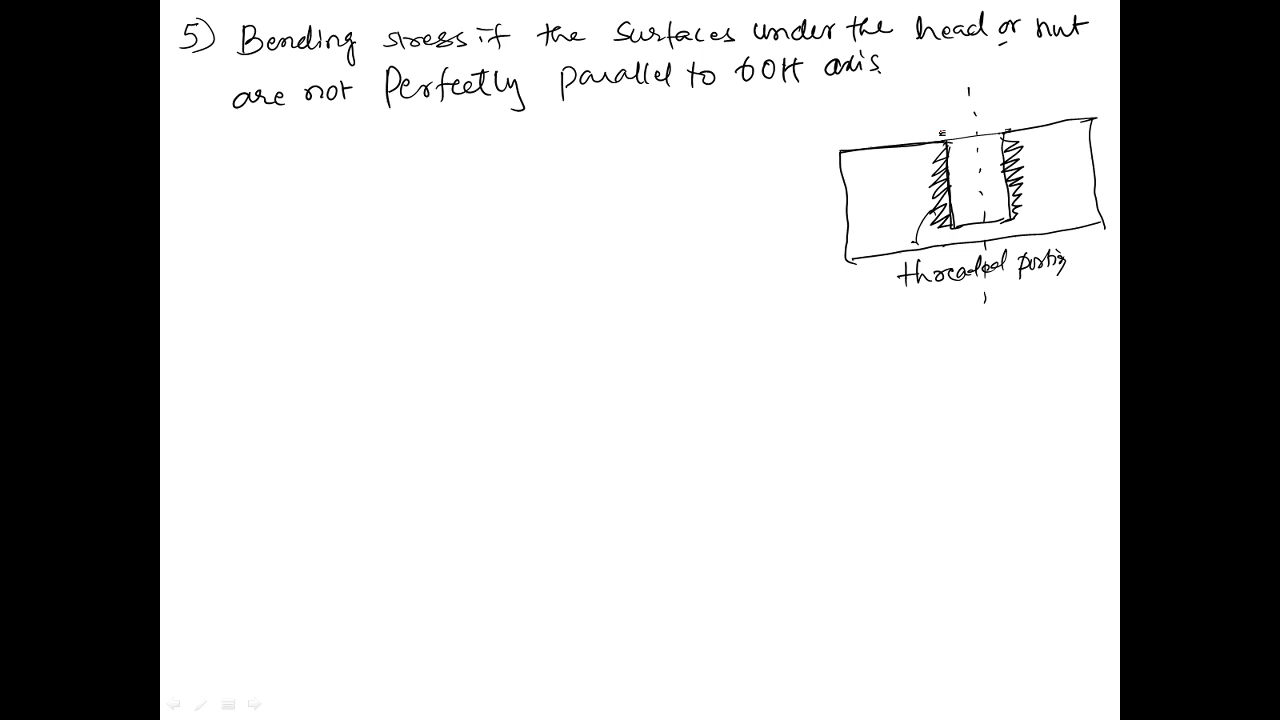 5) Bending stress if the surfaces under the head or nut
are not Perfectly parallel to bolt axis.
threaded portion